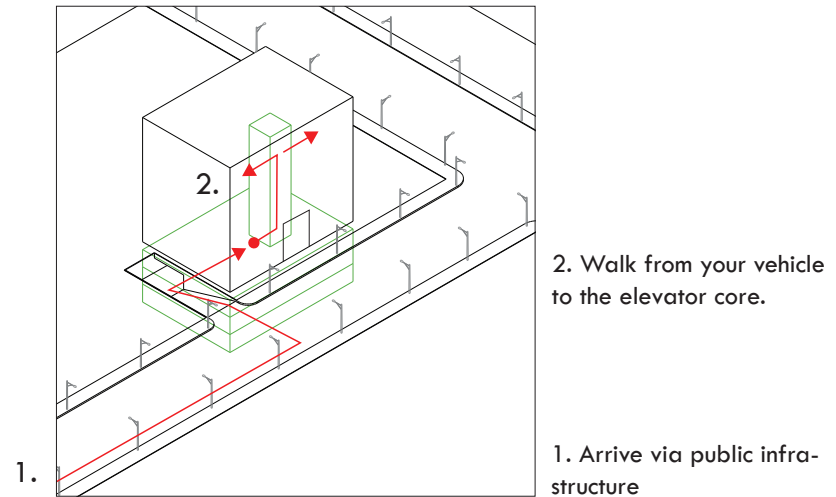 2.
2. Walk from your vehicle
to the elevator core.
1.
1. Arrive via public infra-
structure